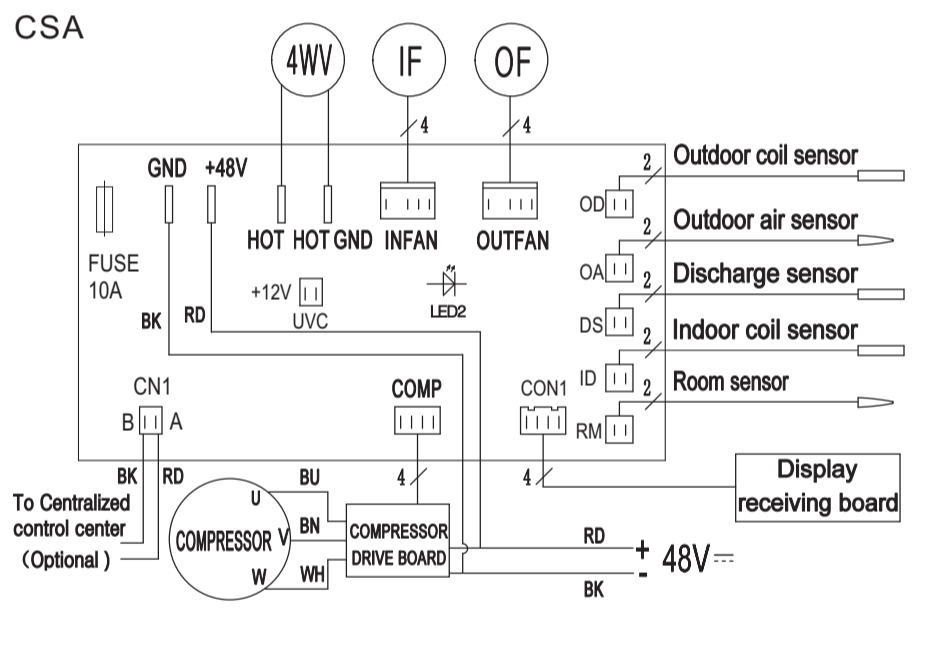 CSA
4WV
IF
OF
4
4
GND +48V
HOT HOT GND INFAN
OUTFAN
FUSE
10A
+12V
UVC
LED2
BK
RD
OD
2
Outdoor coil sensor
OA
2
Outdoor air sensor
DS
2
Discharge sensor
ID
2
Indoor coil sensor
RM
2
Room sensor
CN1
B
A
COMP
CON1
BK
RD
4
4
Display
receiving board
To Centralized
control center
(Optional )
COMPRESSOR
U
V
W
BU
BN
WH
COMPRESSOR
DRIVE BOARD
RD
BK
+
-
48V